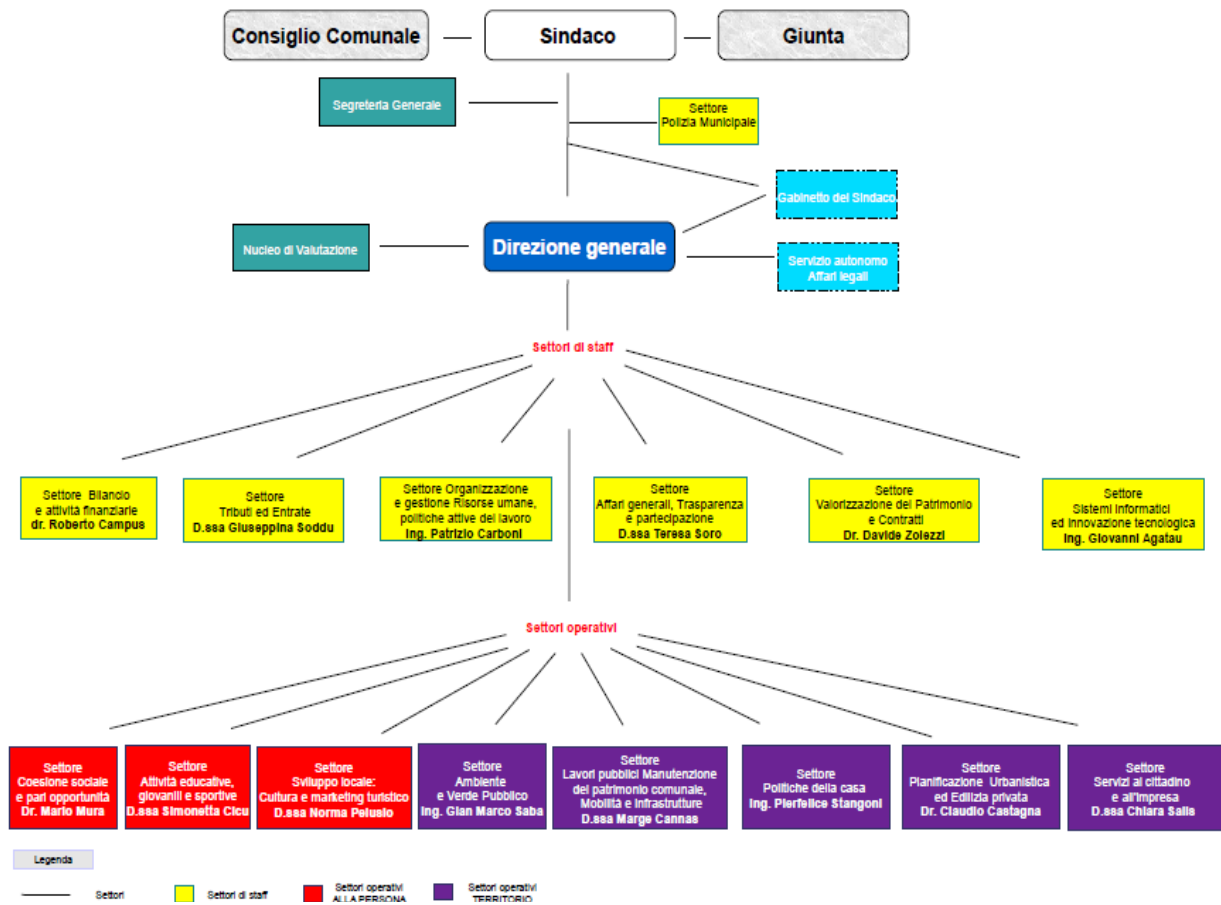 Consiglio Comunale
Sindaco
Giunta
Segreteria Generale
Settore
Polizia Municipale
Gabinetto del Sindaco
Nucleo di Valutazione
Direzione generale
Servizio autonomo
Affari legali
Settori di staff
Settore Bilancio
e attività finanziarie
dr. Roberto Campus
Settore
Tributi ed Entrate
D.ssa Giuseppina Soddu
Settore Organizzazione
e gestione Risorse umane,
politiche attive del lavoro
Ing. Patrizio Carboni
Settore
Affari generali, Trasparenza
e partecipazione
D.ssa Teresa Soro
Settore
Valorizzazione del Patrimonio
e Contratti
Dr. Davide Zolezzi
Settore
Sistemi informatici
ed innovazione tecnologica
Ing. Giovanni Agatau
Settori operativi
Settore
Coesione sociale
e pari opportunità
Dr. Mario Mura
Settore
Attività educative,
giovanili e sportive
D.ssa Simonetta Cicu
Settore
Sviluppo locale:
Cultura e marketing turistico
D.ssa Norma Pelusio
Settore
Ambiente
e Verde Pubblico
Ing. Gian Marco Saba
Settore
Lavori pubblici Manutenzione
del patrimonio comunale,
Mobilità e Infrastrutture
D.ssa Marge Cannas
Settore
Politiche della casa
Ing. Pierfelice Stangoni
Settore
Planificazione Urbanistica
ed Edilizia privata
Dr. Claudio Castagna
Settore
Servizi al cittadino
e all'impresa
D.ssa Chiara Salis
Legenda
Settori
Settori di staff
Settori operativi
ALLA PERSONA
Settori operativi
TERRITORIO